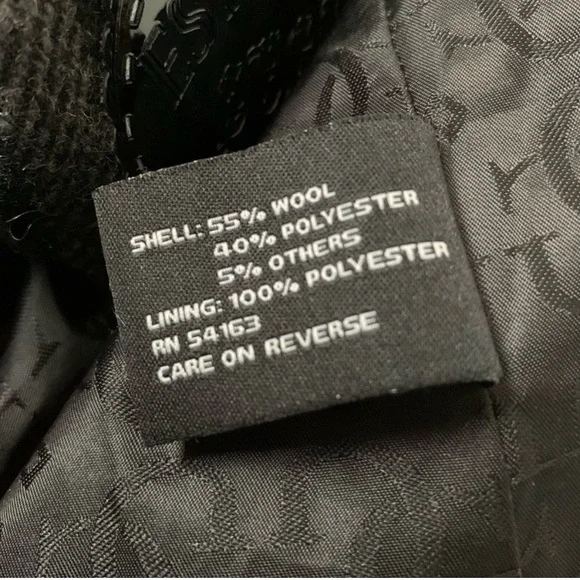 SHELL: 55% WOOL
40% POLYESTER
5% OTHERS
LINING: 100% POLYESTER
RN 54163
CARE ON REVERSE